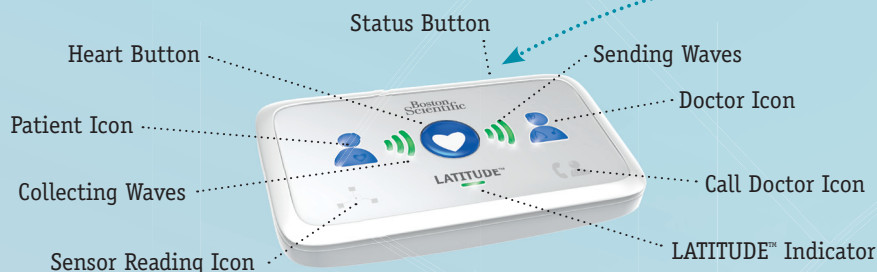 Status Button
Heart Button
Sending Waves
Boston
Scientific
Doctor Icon
Patient Icon
LATITUDE™
Collecting Waves
Call Doctor Icon
Sensor Reading Icon
LATITUDE™ Indicator